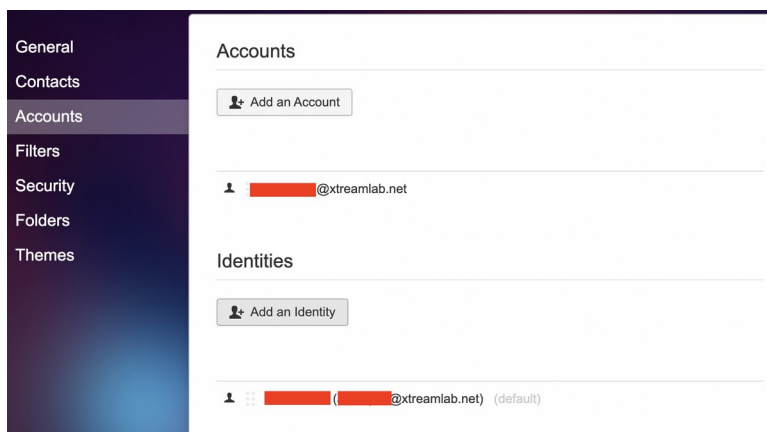 General
Contacts
Accounts
Filters
Security
Folders
Themes
Accounts
Add an Account
@xtreamlab.net
Identities
Add an Identity
( @xtreamlab.net) (default)